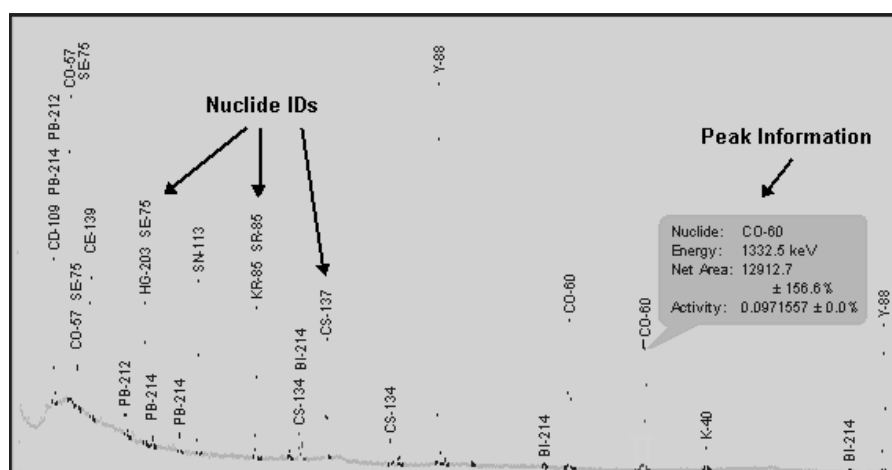 CO-57
SE-75
CD-109 PB-214 PB-212
CO-57 SE-75
CE-139
PB-212
HG-203 SE-75
PB-214
PB-214
SN-113
Nuclide IDs
KR-85 SR-85
CS-134 BI-214
CS-137
CS-134
Y-88
BI-214
CO-60
CO-60
Peak Information
Nuclide: CO-60
Energy: 1332.5 keV
Net Area: 12912.7
± 156.6%
Activity: 0.0971557 ± 0.0%
K-40
BI-214
Y-88